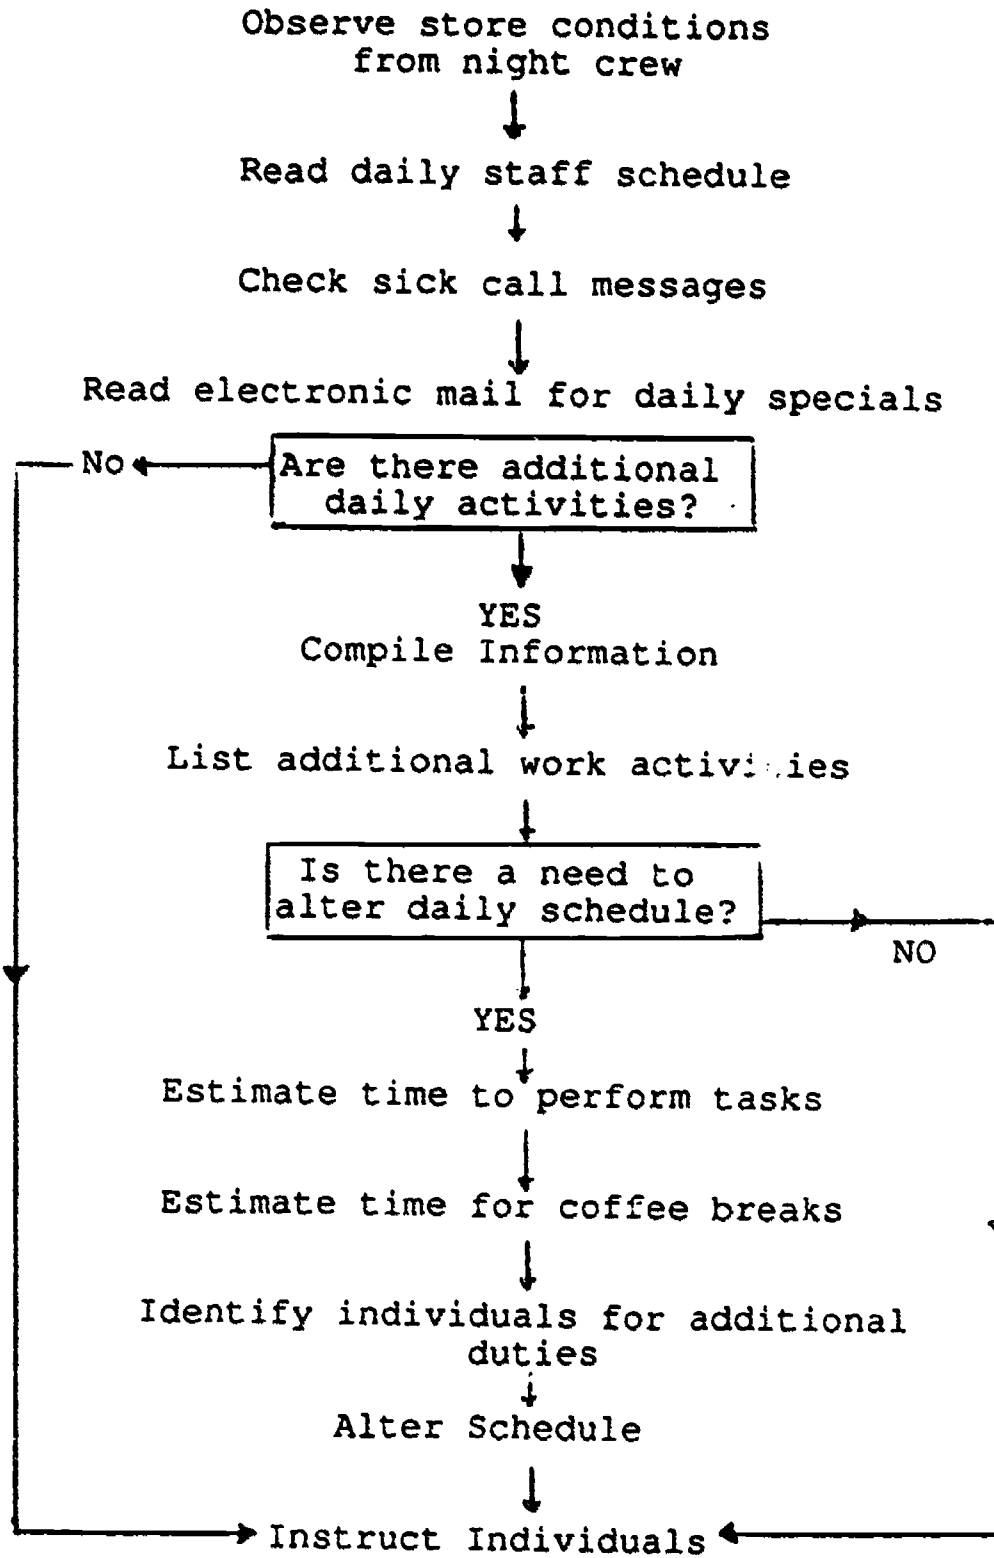 Observe store conditions
from night crew
Read daily staff schedule
Check sick call messages
Read electronic mail for daily specials
No
Are there additional
daily activities?
YES
Compile Information
List additional work activities
Is there a need to
alter daily schedule?
NO
YES
Estimate time to perform tasks
Estimate time for coffee breaks
Identify individuals for additional
duties
Alter Schedule
Instruct Individuals